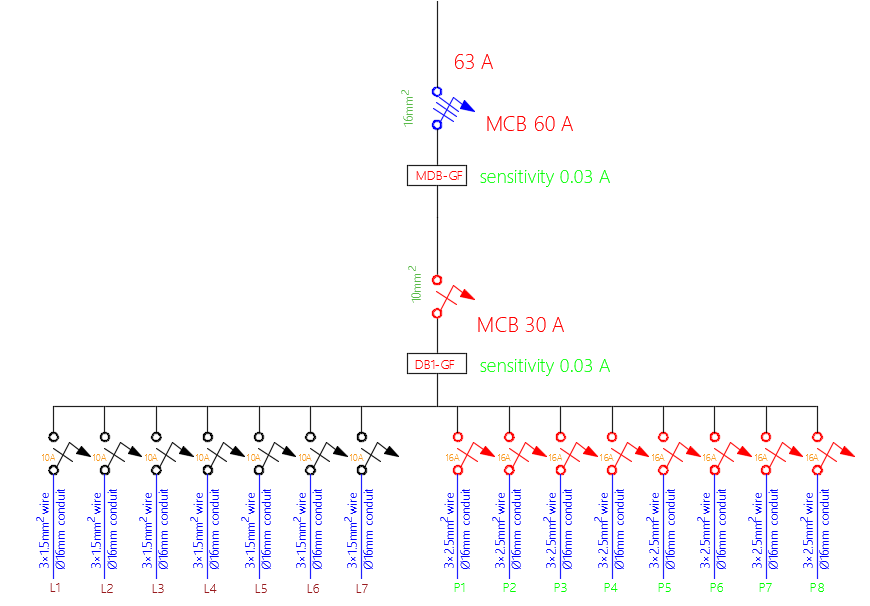 63 A
16mm²
MCB 60 A
MDB-GF
sensitivity 0.03 A
10mm²
MCB 30 A
DB1-GF
sensitivity 0.03 A
10A 10A 10A 10A 10A 10A 10A 16A 16A 16A 16A 16A 16A 16A 16A
3×1.5mm² wire
Ø16mm conduit
3×1.5mm² wire
Ø16mm conduit
3×1.5mm² wire
Ø16mm conduit
3×1.5mm² wire
Ø16mm conduit
3×1.5mm² wire
Ø16mm conduit
3×1.5mm² wire
Ø16mm conduit
3×1.5mm² wire
Ø16mm conduit
3×2.5mm² wire
Ø16mm conduit
3×2.5mm² wire
Ø16mm conduit
3×2.5mm² wire
Ø16mm conduit
3×2.5mm² wire
Ø16mm conduit
3×2.5mm² wire
Ø16mm conduit
3×2.5mm² wire
Ø16mm conduit
3×2.5mm² wire
Ø16mm conduit
3×2.5mm² wire
Ø16mm conduit
L1 L2 L3 L4 L5 L6 L7 P1 P2 P3 P4 P5 P6 P7 P8